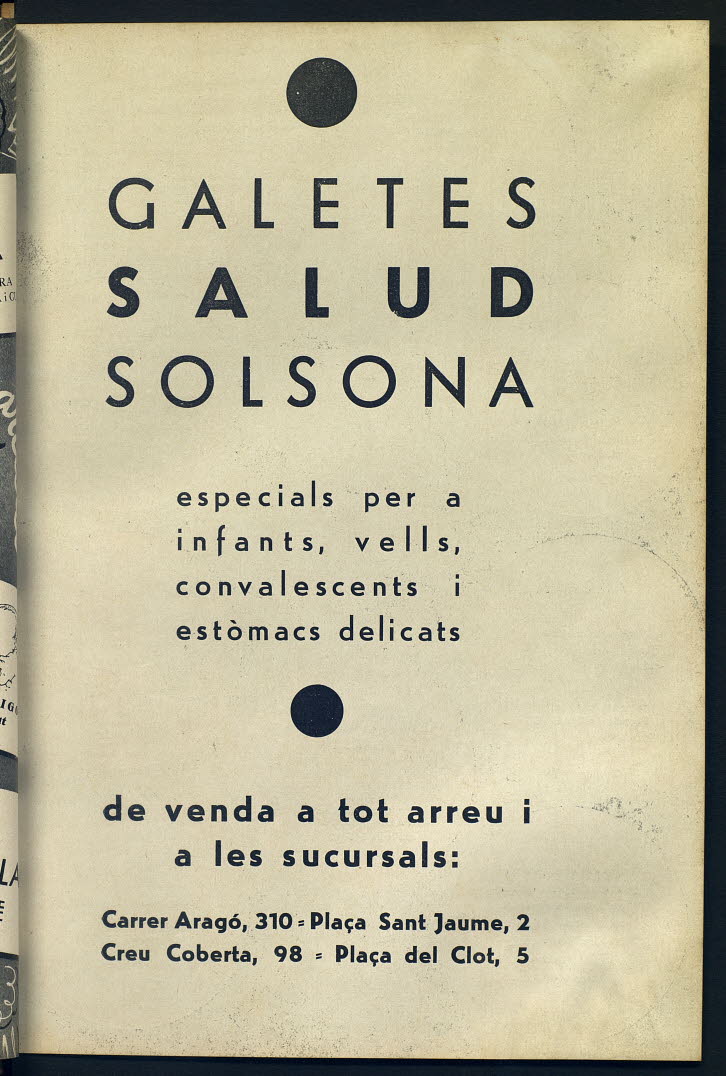 GALETES
SALUD
SOLSONA
especials per a
infants, vells,
convalescents i
estòmacs delicats
de venda a tot arreu i
a les sucursals:
Carrer Aragó, 310 = Plaça Sant Jaume, 2
Creu Coberta, 98 = Plaça del Clot, 5